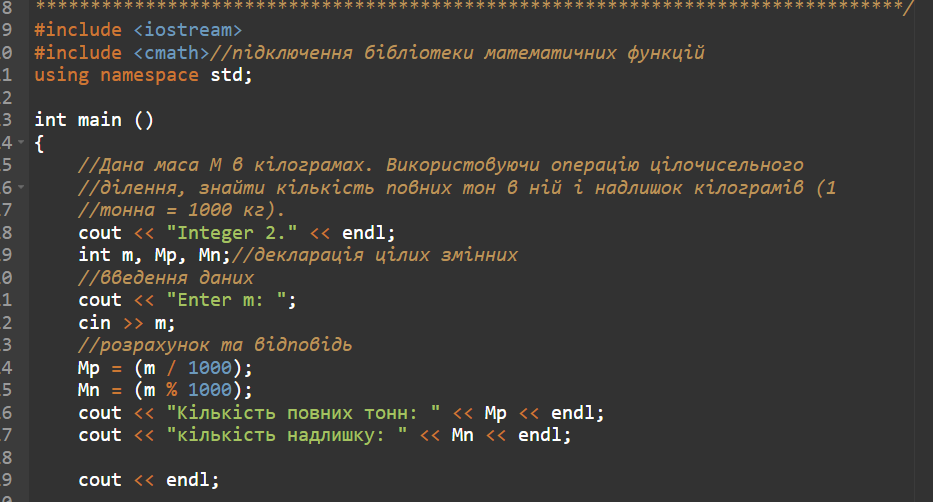 8 *******************************************************************************/
9 #include <iostream>
0 #include <cmath>//підключення бібліотеки математичних функцій
1 using namespace std;
2
3 int main ()
4 {
5 //Дана маса М в кілограмах. Використовуючи операцію цілочисельного
6 //ділення, знайти кількість повних тон в ній і надлишок кілограмів (1
7 //тонна = 1000 кг).
8 cout << "Integer 2." << endl;
9 int m, Mp, Mn;//декларація цілих змінних
0 //введення даних
1 cout << "Enter m: ";
2 cin >> m;
3 //розрахунок та відповідь
4 Mp = (m / 1000);
5 Mn = (m % 1000);
6 cout << "Кількість повних тонн: " << Mp << endl;
7 cout << "кількість надлишку: " << Mn << endl;
8
9 cout << endl;